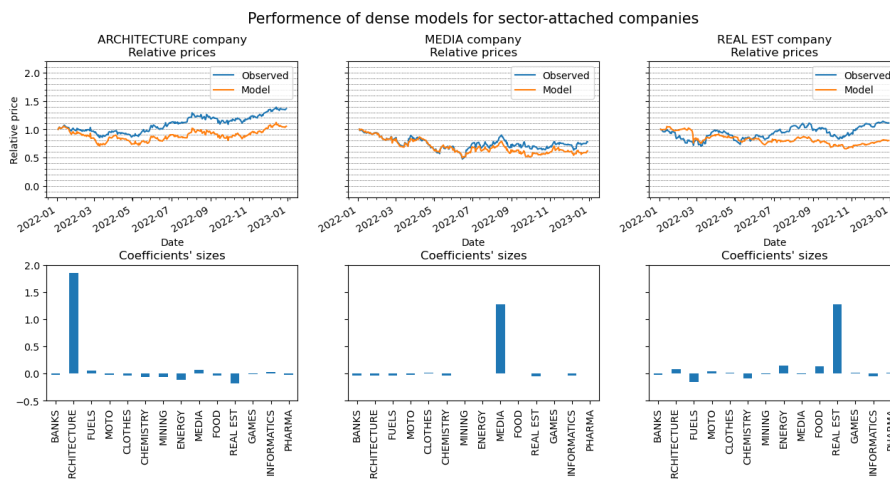 Performence of dense models for sector-attached companies
ARCHITECTURE company
Relative prices
MEDIA company
Relative prices
REAL EST company
Relative prices
Relative price
2.0
1.5
1.0
0.5
0.0
Observed
Model
Observed
Model
Observed
Model
2022-01 2022-03 2022-05 2022-07 2022-09 2022-11 2023-01
2022-01 2022-03 2022-05 2022-07 2022-09 2022-11 2023-01
2022-01 2022-03 2022-05 2022-07 2022-09 2022-11 2023-01
Date
Date
Date
Coefficients' sizes
Coefficients' sizes
Coefficients' sizes
2.0
1.5
1.0
0.5
0.0
-0.5
BANKS
RCHITECTURE
FUELS
MOTO
CLOTHES
CHEMISTRY
MINING
ENERGY
MEDIA
FOOD
REAL EST
GAMES
INFORMATICS
PHARMA
BANKS
RCHITECTURE
FUELS
MOTO
CLOTHES
CHEMISTRY
MINING
ENERGY
MEDIA
FOOD
REAL EST
GAMES
INFORMATICS
PHARMA
BANKS
RCHITECTURE
FUELS
MOTO
CLOTHES
CHEMISTRY
MINING
ENERGY
MEDIA
FOOD
REAL EST
GAMES
INFORMATICS
PHARMA